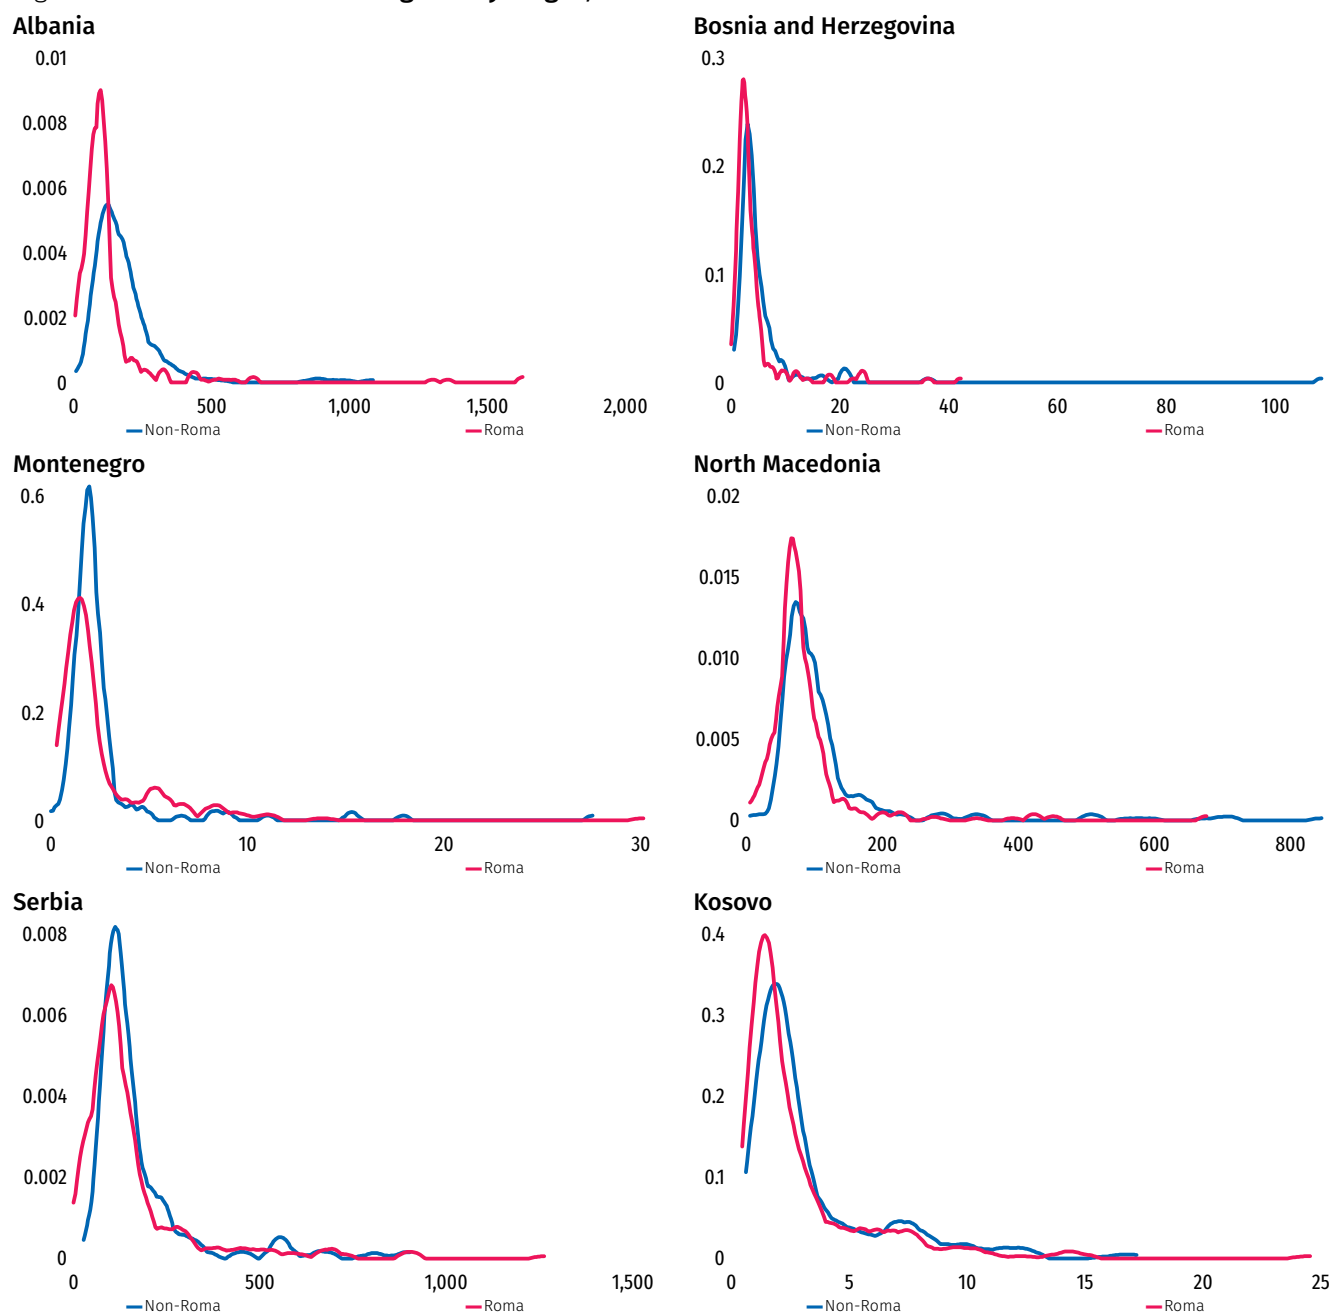 Albania
0.01
0.008
0.006
0.004
0.002
0
0 500 1,000 1,500 2,000
Non-Roma Roma
Bosnia and Herzegovina
0.3
0.2
0.1
0
0 20 40 60 80 100
Non-Roma Roma
Montenegro
0.6
0.4
0.2
0
0 10 20 30
Non-Roma Roma
North Macedonia
0.02
0.015
0.010
0.005
0
0 200 400 600 800
Non-Roma Roma
Serbia
0.008
0.006
0.004
0.002
0
0 500 1,000 1,500
Non-Roma Roma
Kosovo
0.4
0.3
0.2
0.1
0
0 5 10 15 20 25
Non-Roma Roma